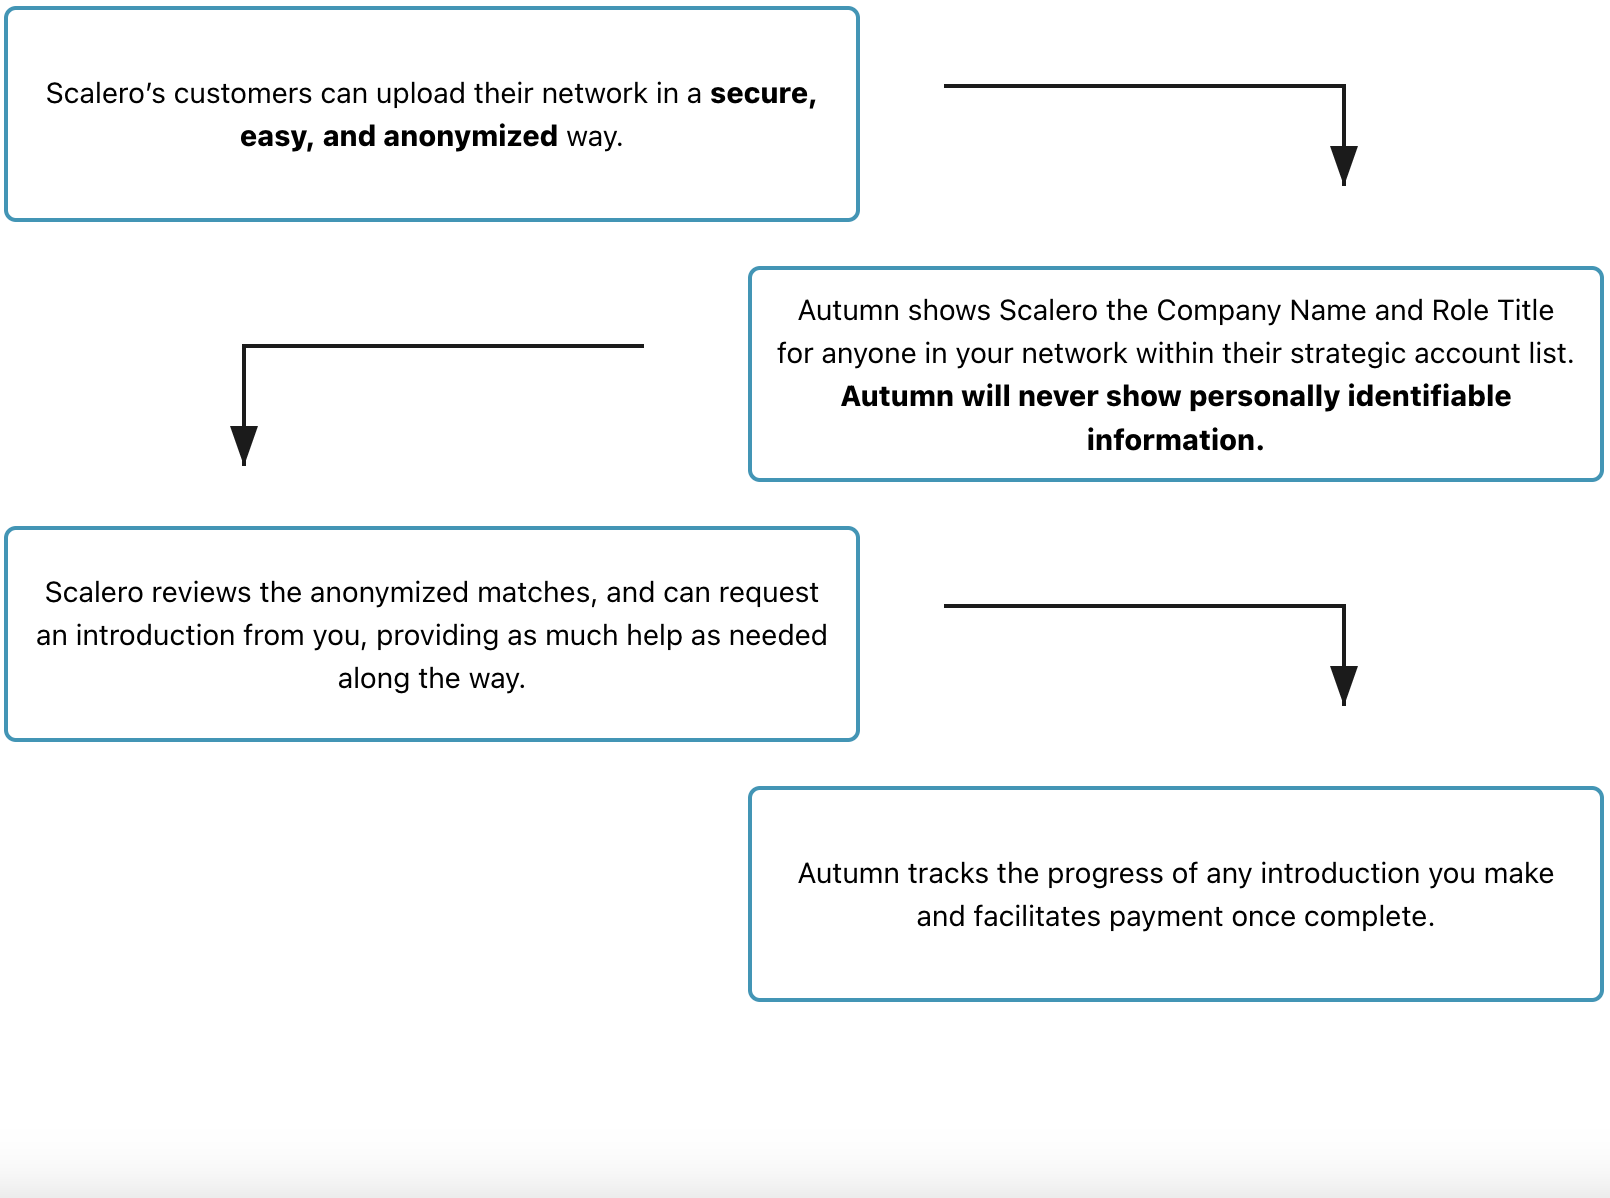 Scalero’s customers can upload their network in a secure,
easy, and anonymized way.
Autumn shows Scalero the Company Name and Role Title
for anyone in your network within their strategic account list.
Autumn will never show personally identifiable
information.
Scalero reviews the anonymized matches, and can request
an introduction from you, providing as much help as needed
along the way.
Autumn tracks the progress of any introduction you make
and facilitates payment once complete.